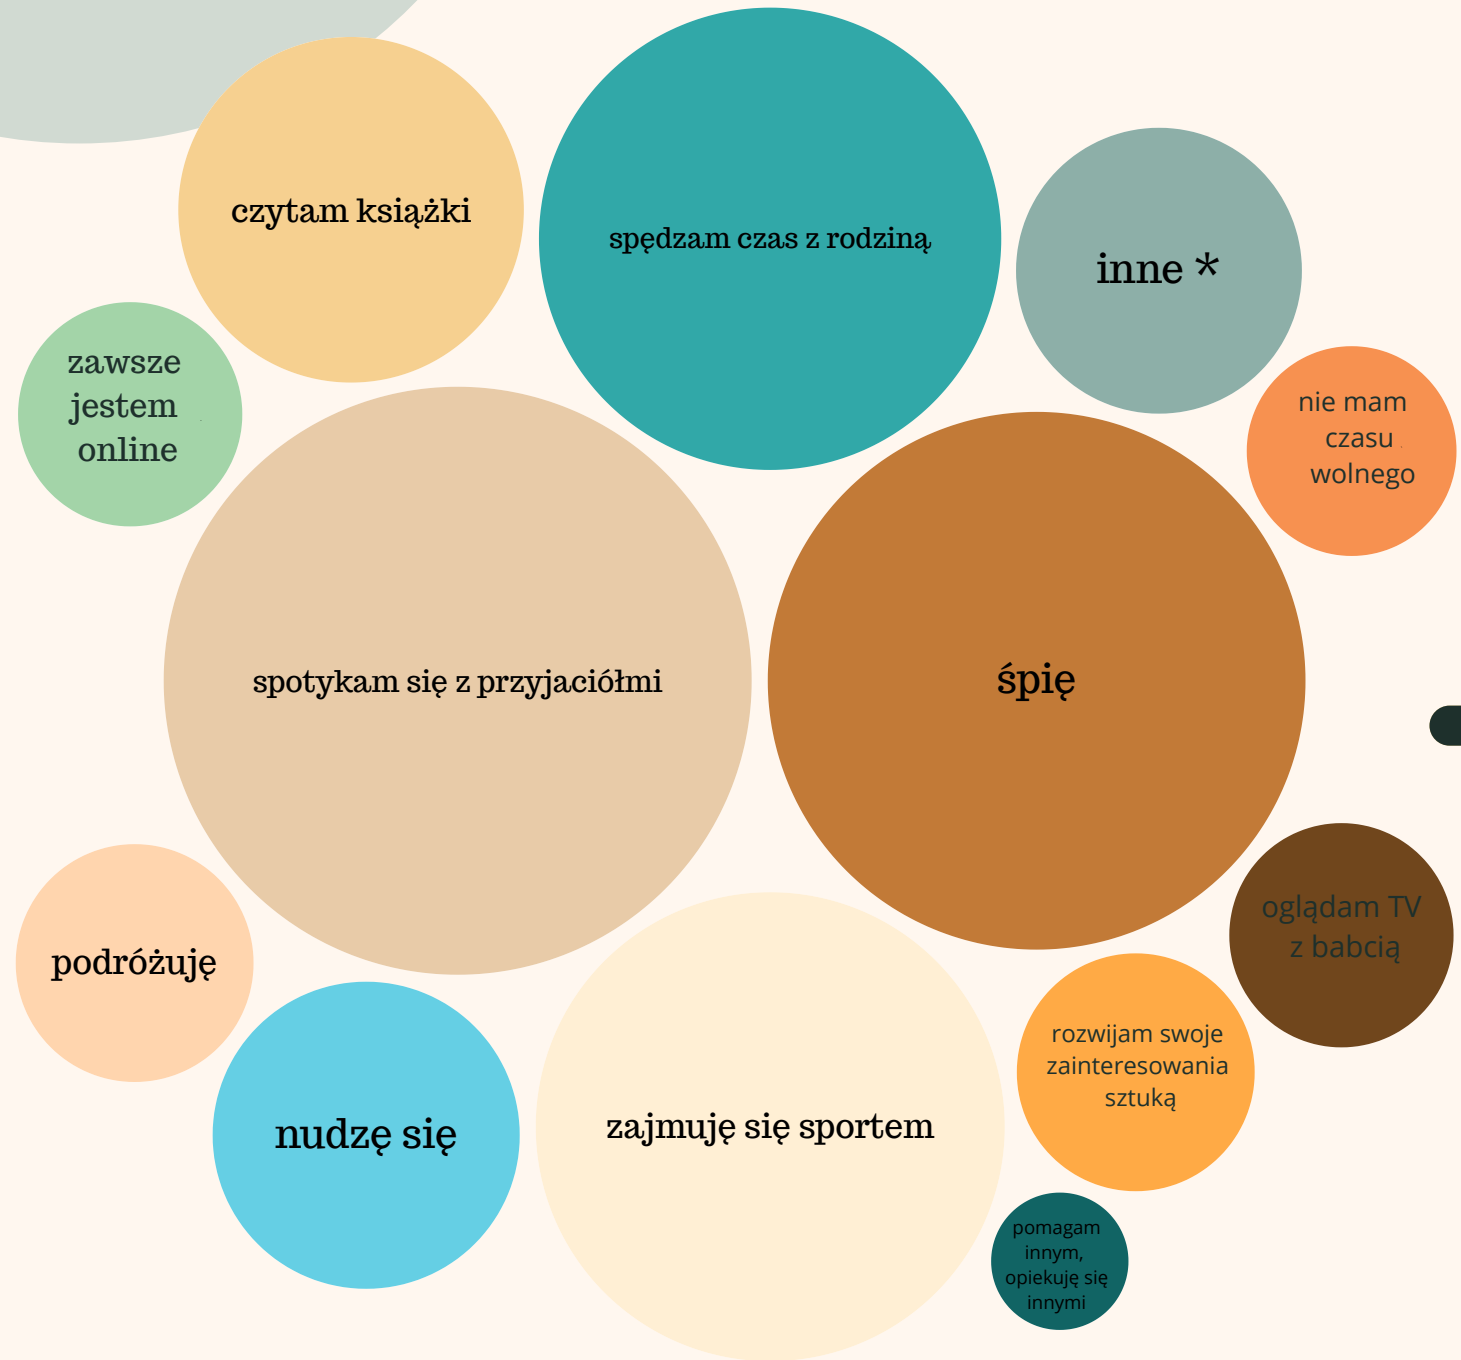 czytam książki
spędzam czas z rodziną
inne *
zawsze
jestem
online
nie mam
czasu
wolnego
spotykam się z przyjaciółmi
śpię
oglądam TV
z babcią
podróżuję
nudzę się
zajmuję się sportem
rozwijam swoje
zainteresowania
sztuką
pomagam
innym,
opiekuję się
innymi